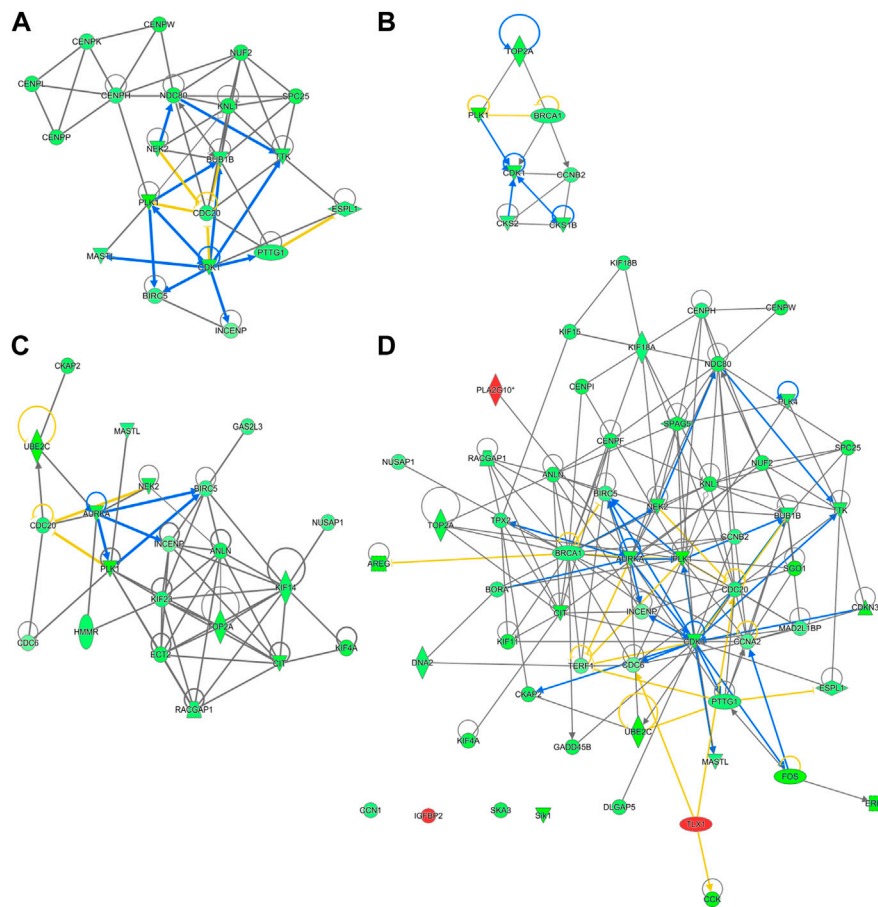 A
CENPW
CENPK
NUF2
CENPL
CENPH
NDC80
SPC25
KNL1
CENPP
NEK2
BUB1B
TTK
PLK1
CDC20
ESPL1
MASTL
PTTG1
CDK1
BIRC5
INCENP
B
TOP2A
PLK1
BRCA1
CDK1
CCNB2
CKS2
CKS1B
C
CKAP2
UBE2C
MASTL
GAS2L3
NEK2
BIRC5
AURKA
CDC20
NUSAP1
INCENP
ANLN
PLK1
KIF14
KIF23
TOP2A
CDC6
HMMR
ECT2
CIT
KIF4A
RACGAP1
D
KIF18B
CENPH
CENPW
KIF15
KIF18A
NDC80
PLA2G10*
CENPI
PLK4
SPAG5
CENPF
SPC25
NUSAP1
RACGAP1
ANLN
NUF2
KNL1
BIRC5
NEK2
TOP2A
TPX2
BUB1B
TTK
CCNB2
BRCA1
AURKA
PLK1
AREG
SGO1
BORA
CDC20
CIT
INCENP
CDKN3
MAD2L1BP
KIF11
CDK1
CCNA2
DNA2
TERF1
CDC6
ESPL1
CKAP2
PTTG1
UBE2C
KIF4A
GADD45B
MASTL
FOS
CCN1
IGFBP2
SKA3
Slk1
DLGAP5
TLX1
CCK